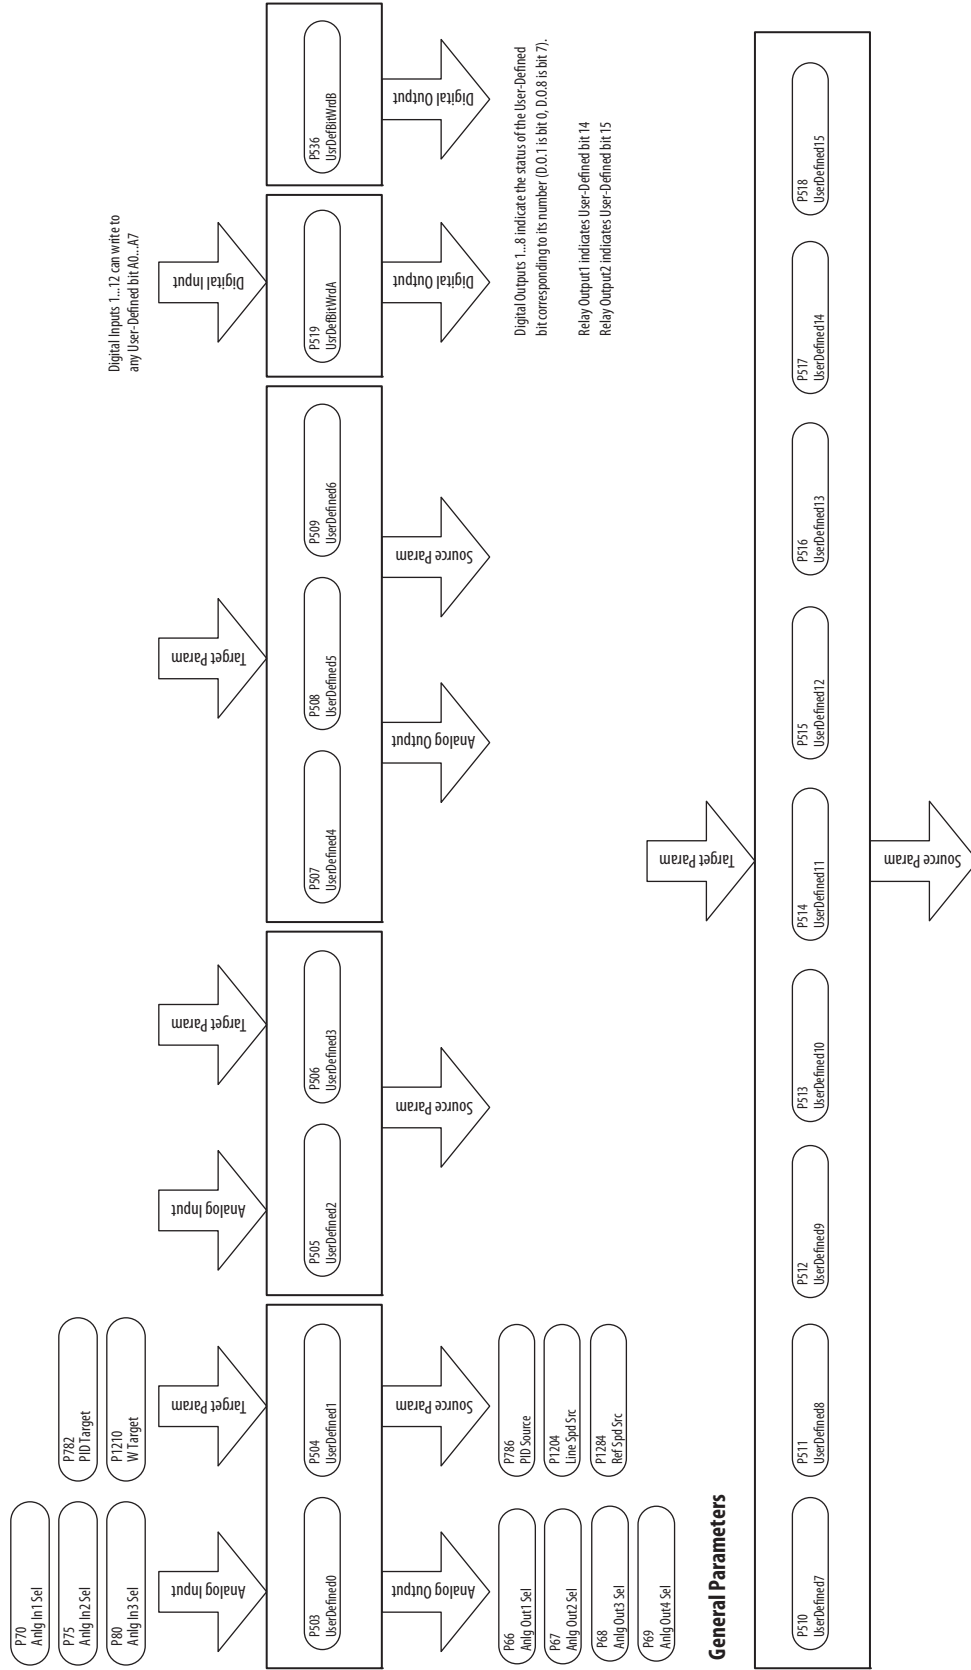 P70
Anlg In1 Sel
P75
Anlg In2 Sel
P80
Anlg In3 Sel
P782
PID Target
P1210
W Target
Digital Inputs 1...12 can write to
any User-Defined bit A0...A7
Analog Input
Target Param
Analog Input
Target Param
Target Param
Digital Input
P503
UserDefined0
P504
UserDefined1
P505
UserDefined2
P506
UserDefined3
P507
UserDefined4
P508
UserDefined5
P509
UserDefined6
P519
UsrDefBitWrdA
P536
UsrDefBitWrdB
Analog Output
Source Param
Source Param
Analog Output
Source Param
Digital Output
Digital Output
P66
Anlg Out1 Sel
P67
Anlg Out2 Sel
P68
Anlg Out3 Sel
P69
Anlg Out4 Sel
P786
PID Source
P1204
Line Spd Src
P1284
Ref Spd Src
Digital Outputs 1...8 indicate the status of the User-Defined
bit corresponding to its number (D.O.1 is bit 0, D.O.8 is bit 7).
Relay Output1 indicates User-Defined bit 14
Relay Output2 indicates User-Defined bit 15
General Parameters
Target Param
P510
UserDefined7
P511
UserDefined8
P512
UserDefined9
P513
UserDefined10
P514
UserDefined11
P515
UserDefined12
P516
UserDefined13
P517
UserDefined14
P518
UserDefined15
Source Param